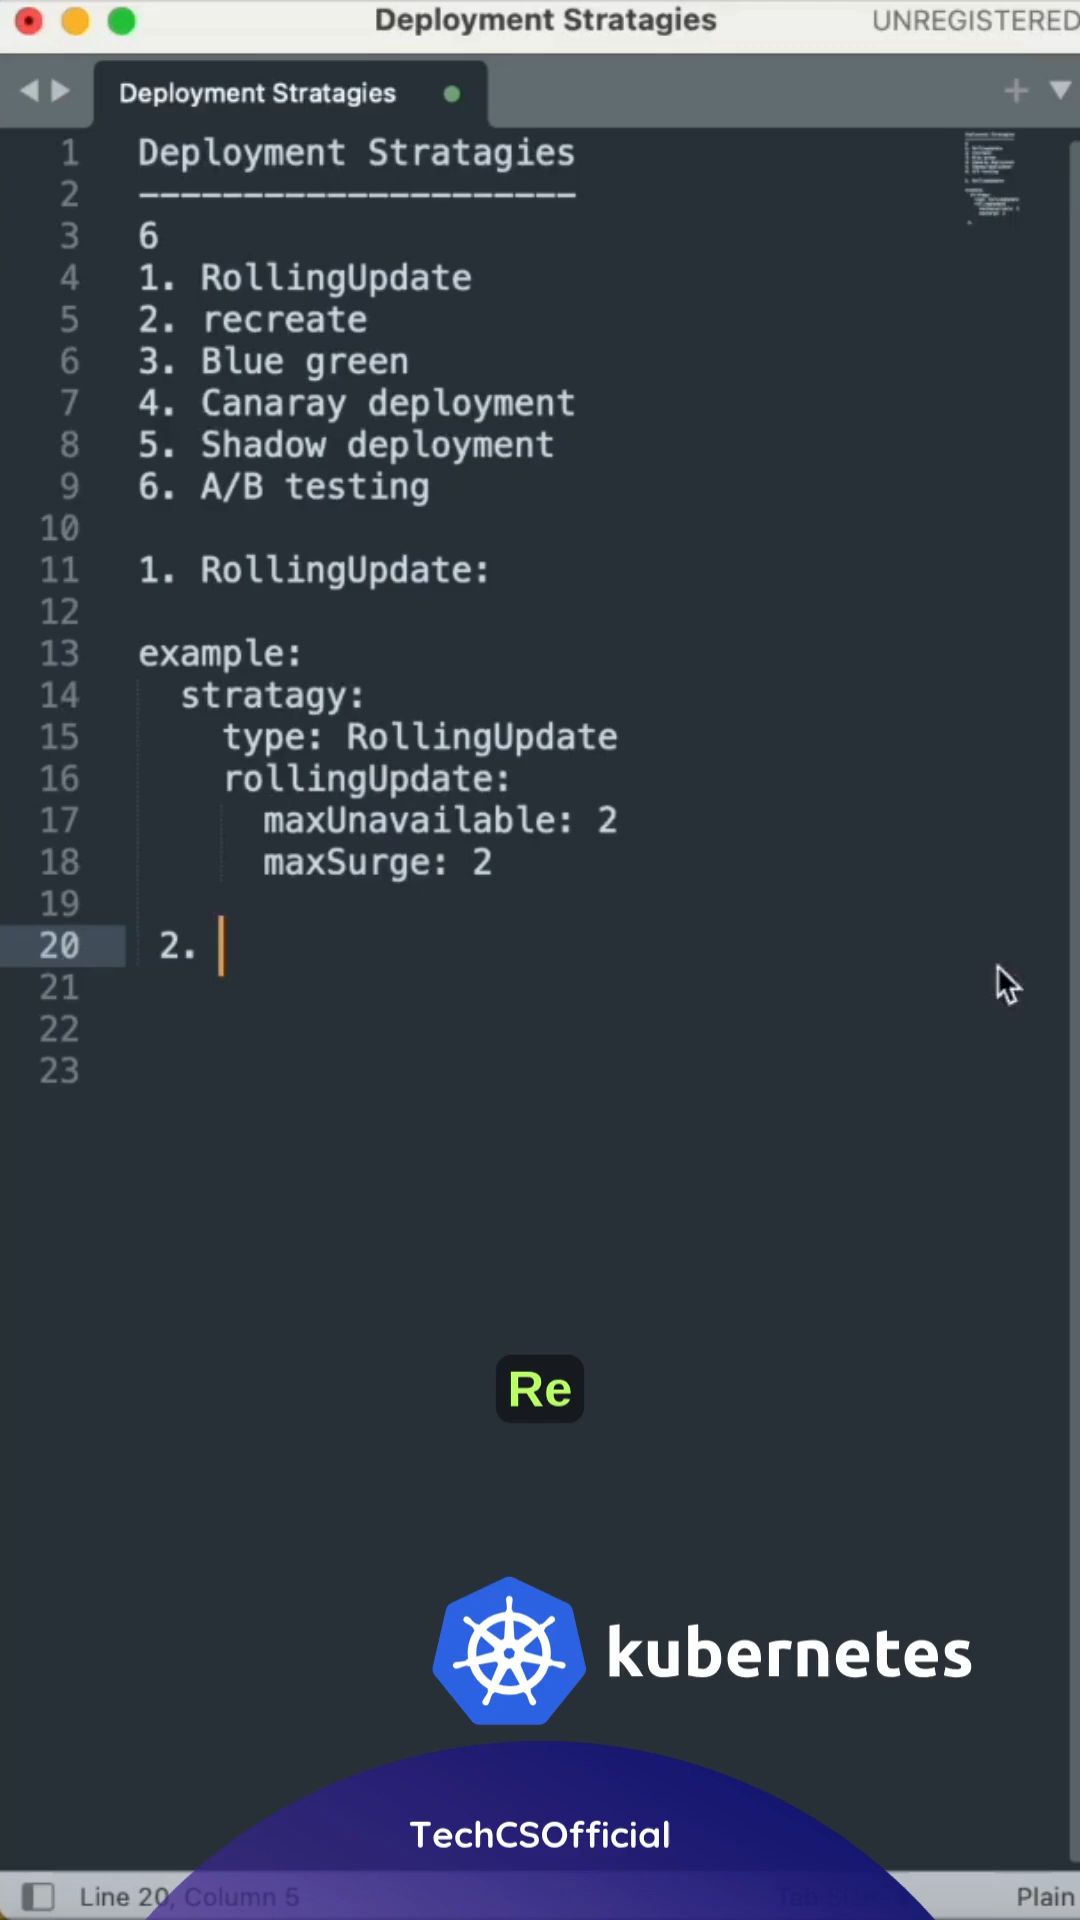 Deployment Stratagies
UNREGISTERED
Deployment Stratagies
1 Deployment Stratagies
2 ---------------------
3 6
4 1. RollingUpdate
5 2. recreate
6 3. Blue green
7 4. Canaray deployment
8 5. Shadow deployment
9 6. A/B testing
10
11 1. RollingUpdate:
12
13 example:
14 stratagy:
15 type: RollingUpdate
16 rollingUpdate:
17 maxUnavailable: 2
18 maxSurge: 2
19
20 2.
21
22
23
Re
kubernetes
TechCSOfficial
Line 20, Column 5
Plain